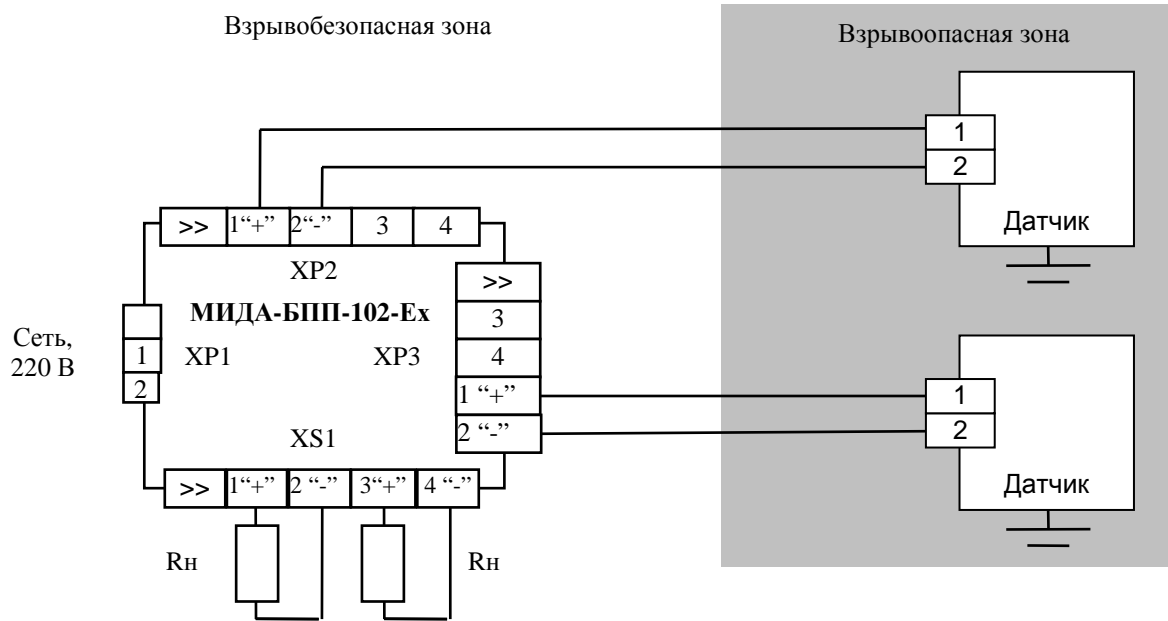 Взрывобезопасная зона
Взрывоопасная зона
1
2
Датчик
>> 1“+” 2“-” 3 4
XP2
МИДА-БПП-102-Ex
>>
3
4
1 “+”
2 “-”
XP3
Сеть,
220 В
1
2
XP1
1
2
Датчик
XS1
>> 1“+” 2 “-” 3“+” 4 “-”
Rн
Rн